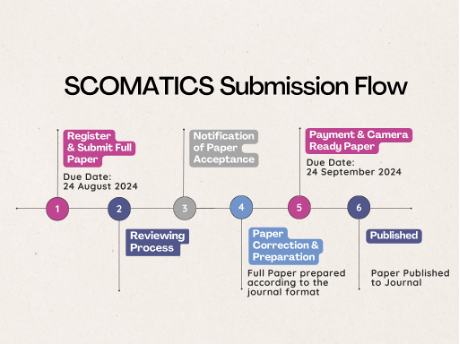 SCOMATICS Submission Flow
Register
& Submit Full
Paper
Due Date:
24 August 2024
1
2
Reviewing
Process
Notification
of Paper
Acceptance
3
4
Paper
Correction &
Preparation
Full Paper prepared
according to the
journal format
Payment & Camera
Ready Paper
Due Date:
24 September 2024
5
6
Published
Paper Published
to Journal